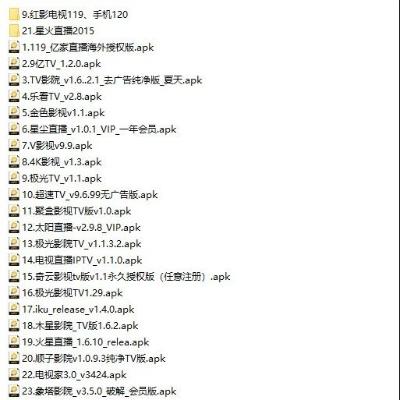 9.红影电视119、手机120
21.星火直播2015
1.119_亿家直播海外授权版.apk
2.9亿TV_1.2.0.apk
3.TV影院_v1.6..2.1_去广告纯净版_夏天.apk
4.乐看TV_v2.8.apk
5.金色影视v1.1.apk
6.星尘直播_v1.0.1_VIP_一年会员.apk
7.V影视v9.9.apk
8.4K影视_v1.3.apk
9.极光TV_v1.1.apk
10.超速TV_v9.6.99无广告版.apk
11.聚盒影视TV版v1.0.apk
12.太阳直播-v2.9.8_VIP.apk
13.极光影院TV_v1.1.3.2.apk
14.电视直播IPTV_v1.1.0.apk
15.奇云影视tv版v1.1永久授权版（任意注册）.apk
16.极光影视TV1.29.apk
17.iku_release_v1.4.0.apk
18.木星影院_TV版1.6.2.apk
19.火星直播_1.6.10_relea.apk
20.顺子影院v1.0.9.3纯净TV版.apk
22.电视家3.0_v3424.apk
23.象塔影院_v3.5.0_破解_会员版.apk